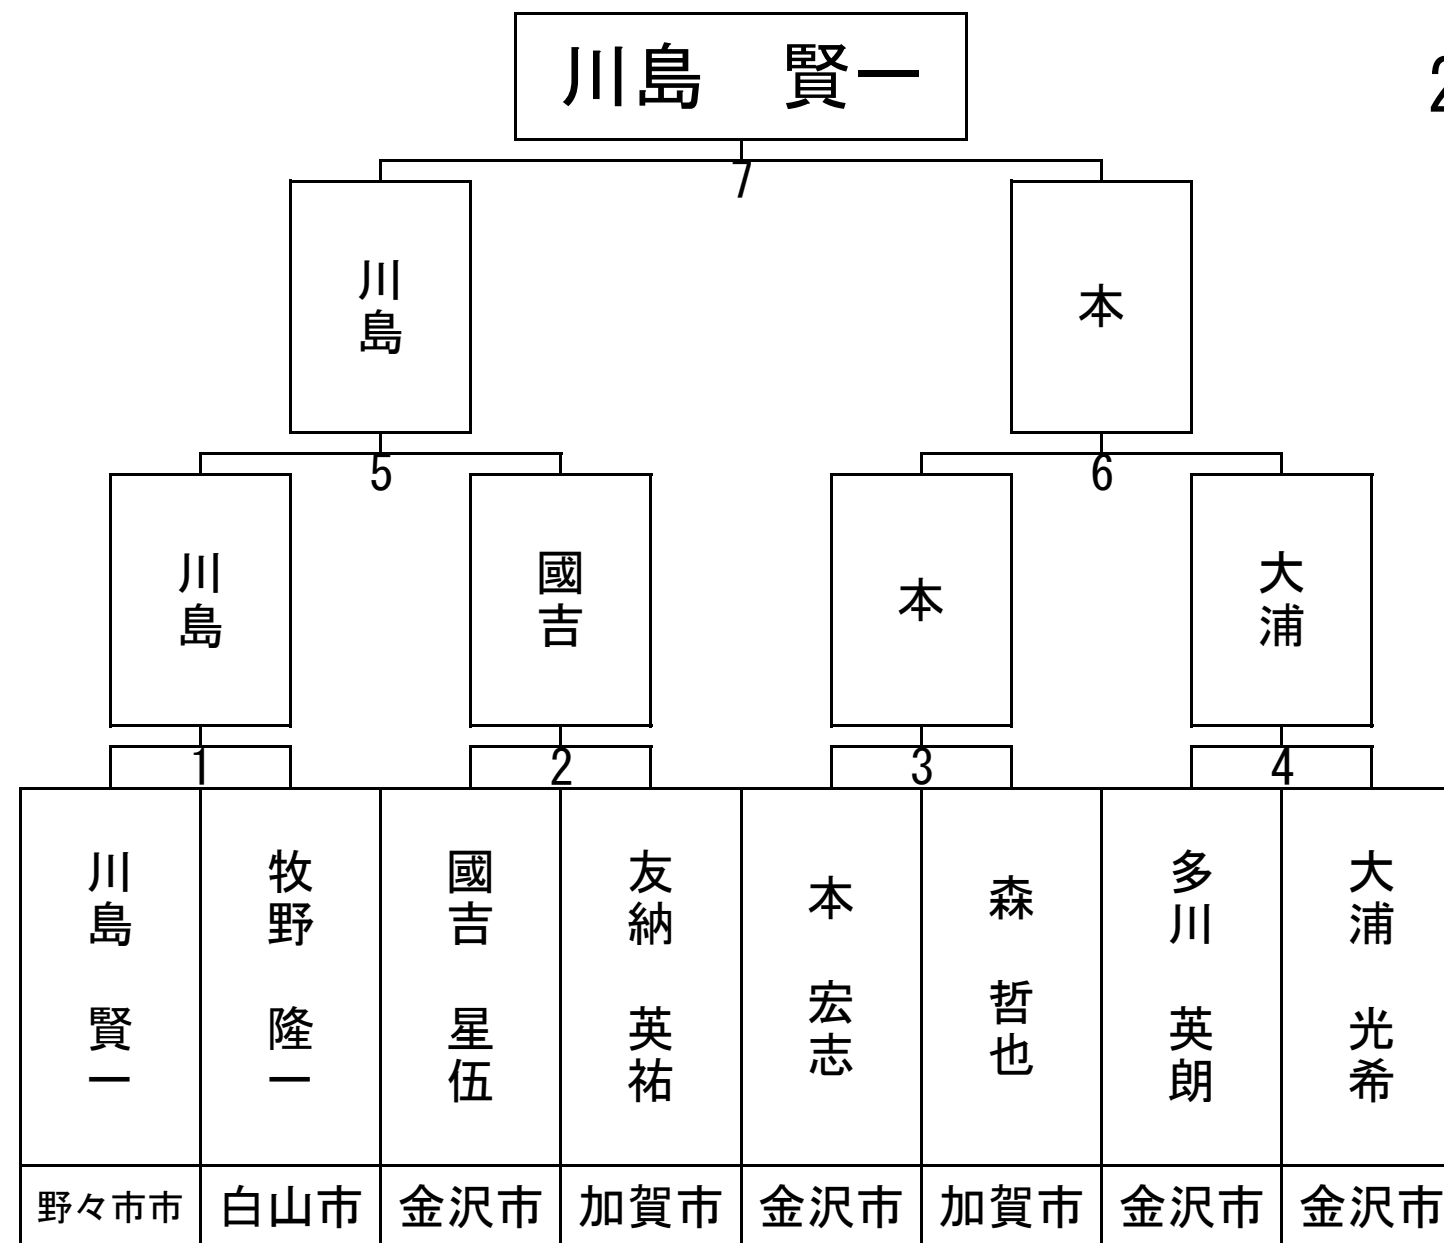 川島　賢一
2
7
川島
本
5
6
川島
國吉
本
大浦
1
2
3
4
川島　賢一
牧野　隆一
國吉　星伍
友納　英祐
本　宏志
森　哲也
多川　英朗
大浦　光希
野々市市
白山市
金沢市
加賀市
金沢市
加賀市
金沢市
金沢市